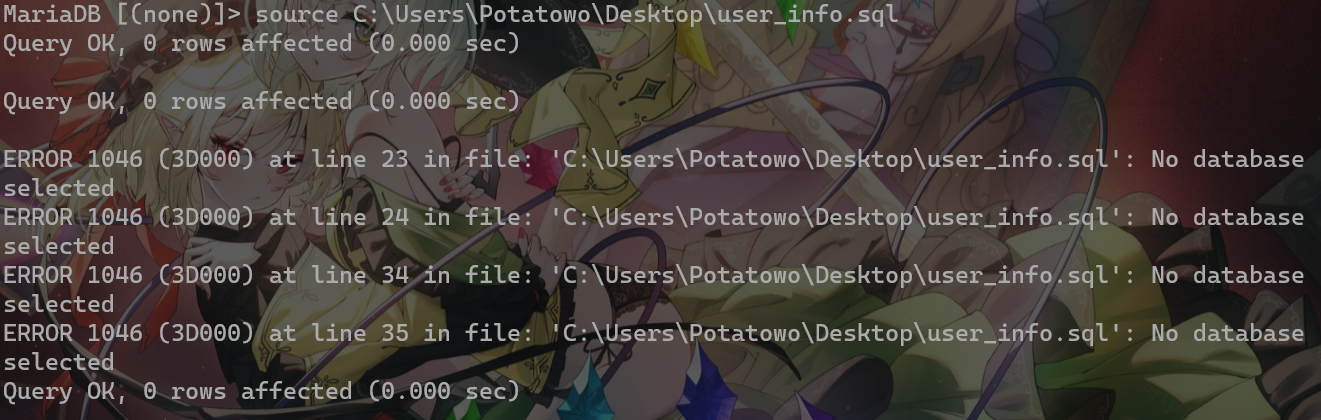 MariaDB [(none)]> source C:\Users\Potatowo\Desktop\user_info.sql
Query OK, 0 rows affected (0.000 sec)
Query OK, 0 rows affected (0.000 sec)
ERROR 1046 (3D000) at line 23 in file: 'C:\Users\Potatowo\Desktop\user_info.sql': No database
selected
ERROR 1046 (3D000) at line 24 in file: 'C:\Users\Potatowo\Desktop\user_info.sql': No database
selected
ERROR 1046 (3D000) at line 34 in file: 'C:\Users\Potatowo\Desktop\user_info.sql': No database
selected
ERROR 1046 (3D000) at line 35 in file: 'C:\Users\Potatowo\Desktop\user_info.sql': No database
selected
Query OK, 0 rows affected (0.000 sec)